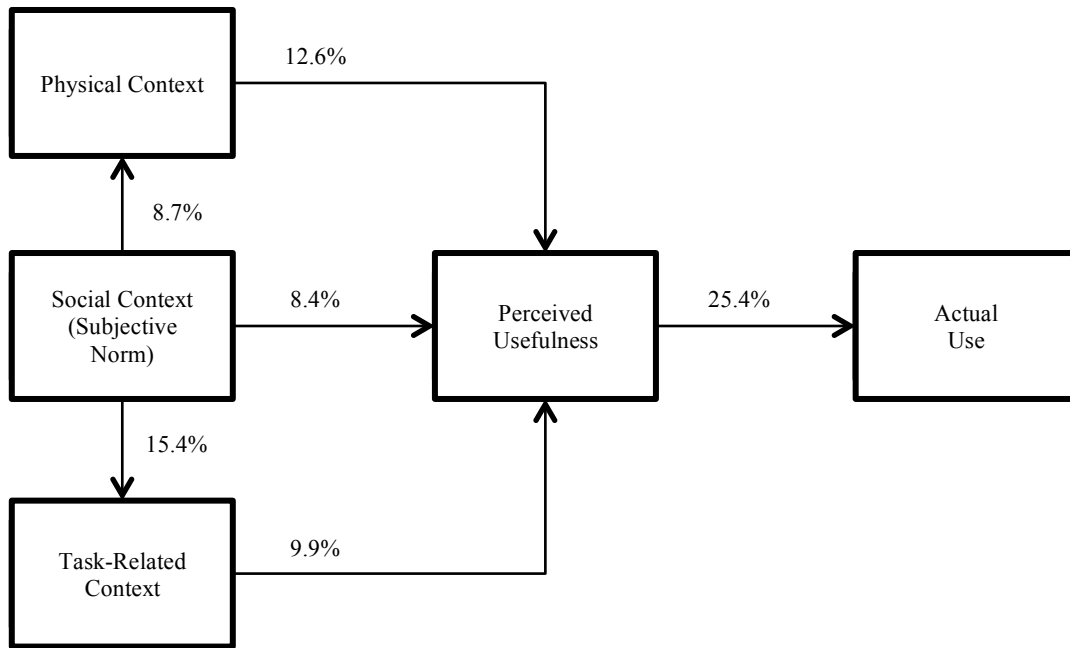 12.6%
Physical Context
8.7%
Social Context
(Subjective
Norm)
8.4%
Perceived
Usefulness
25.4%
Actual
Use
15.4%
Task-Related
Context
9.9%